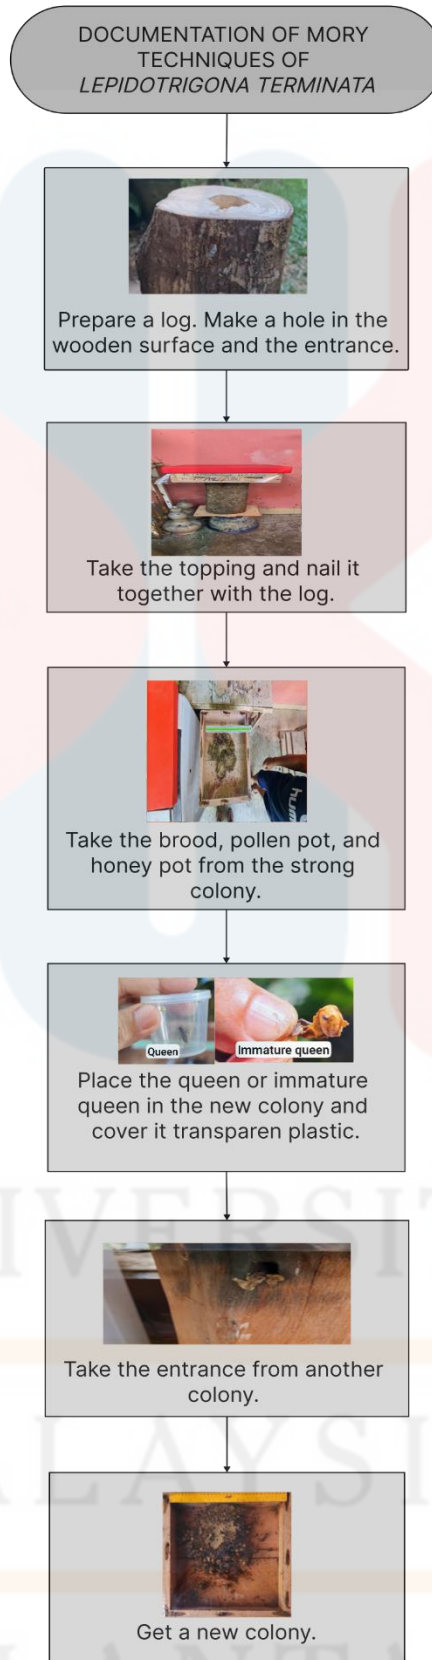 DOCUMENTATION OF MORY
TECHNIQUES OF
LEPIDOTRIGONA TERMINATA
Prepare a log. Make a hole in the
wooden surface and the entrance.
Take the topping and nail it
together with the log.
Take the brood, pollen pot, and
honey pot from the strong
colony.
Queen
Immature queen
Place the queen or immature
queen in the new colony and
cover it transparen plastic.
Take the entrance from another
colony.
Get a new colony.